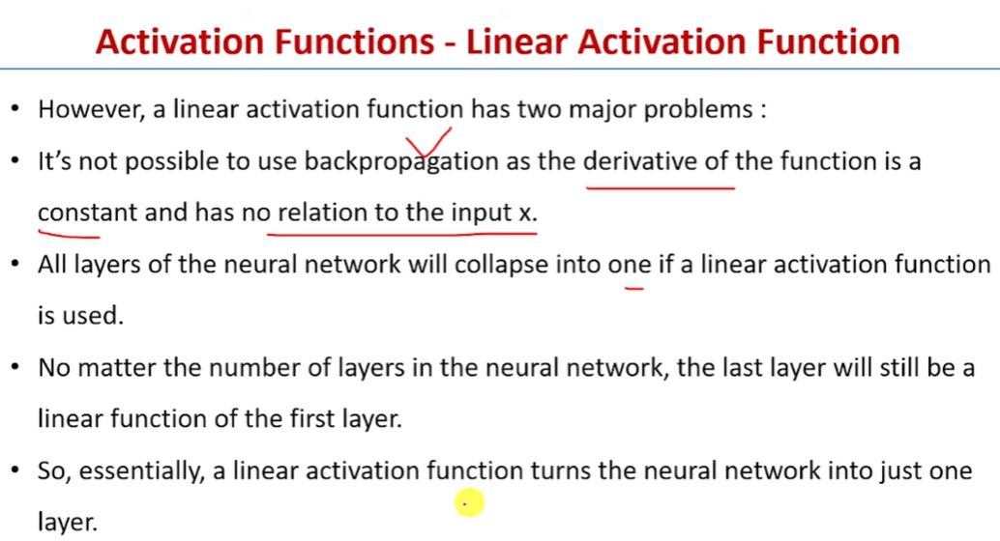 Activation Functions - Linear Activation Function
• However, a linear activation function has two major problems :
• It's not possible to use backpropagation as the derivative of the function is a
constant and has no relation to the input x.
• All layers of the neural network will collapse into one if a linear activation function
is used.
• No matter the number of layers in the neural network, the last layer will still be a
linear function of the first layer.
• So, essentially, a linear activation function turns the neural network into just one
layer.